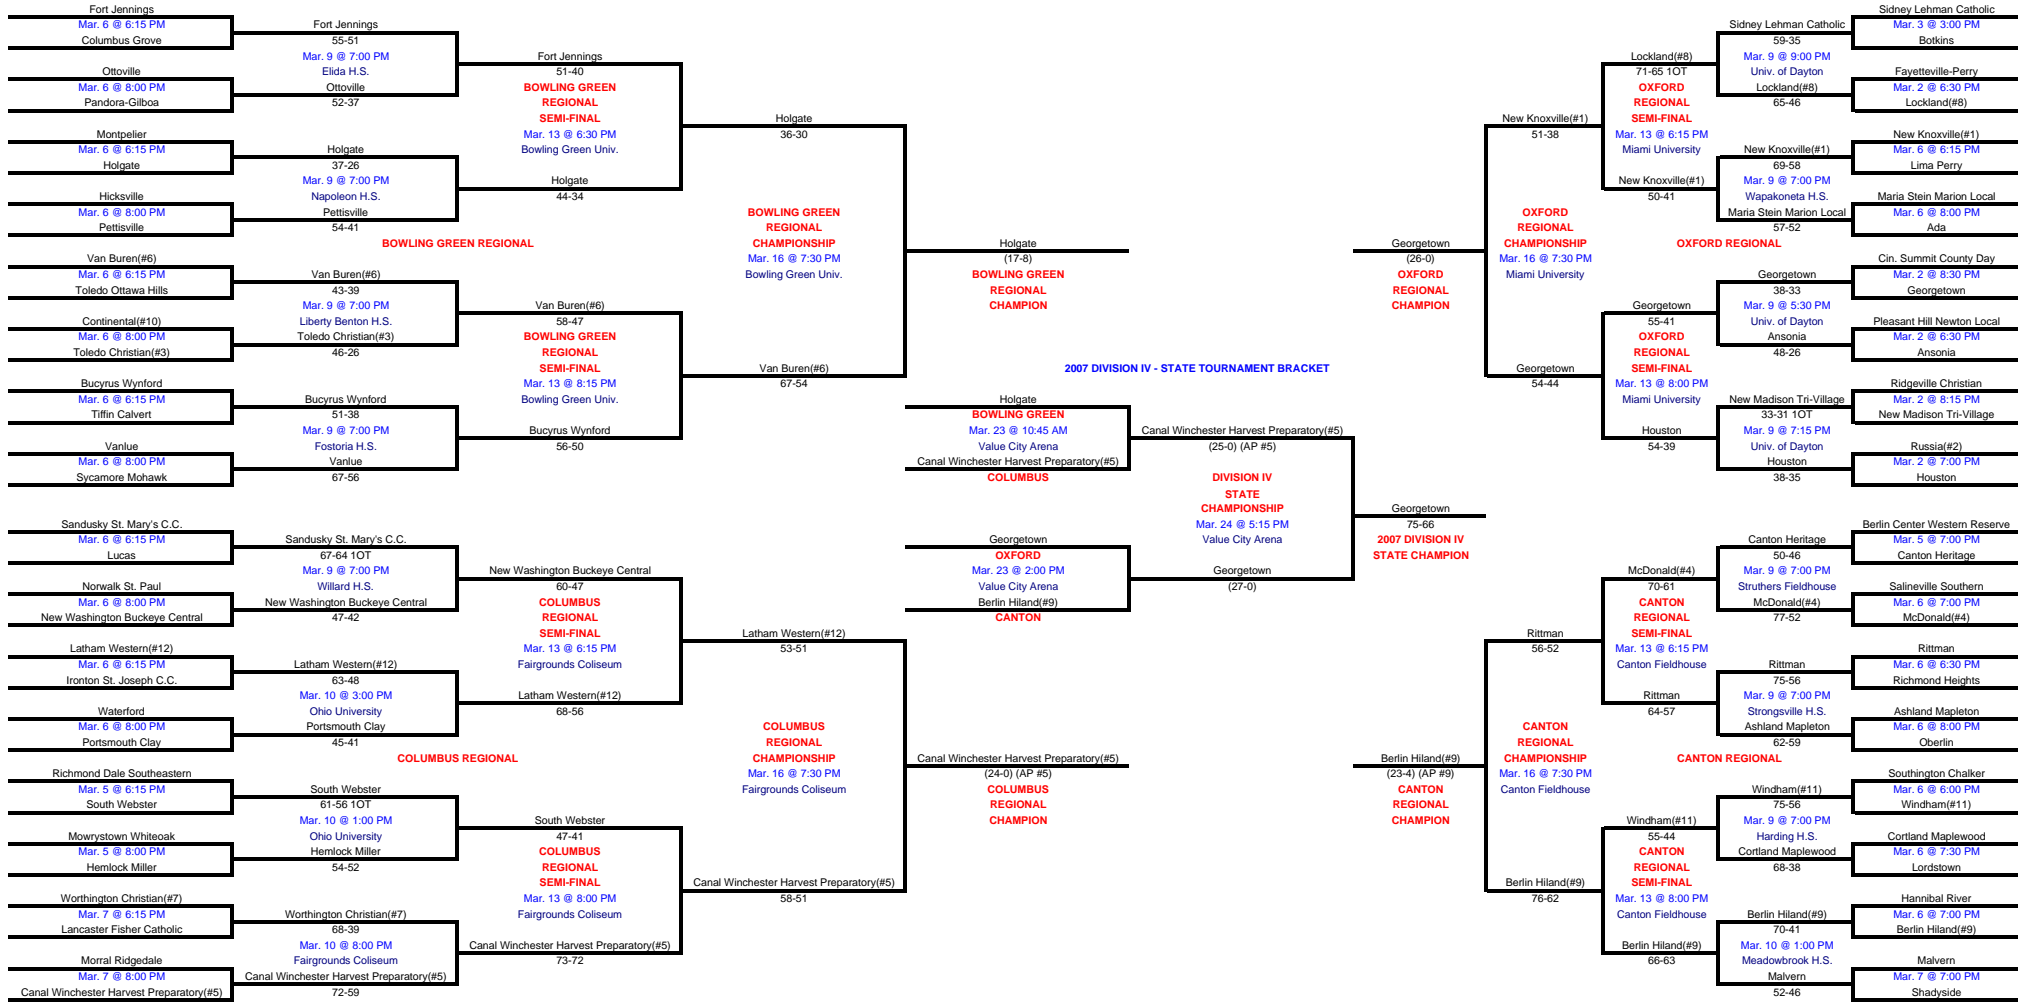 Fort Jennings
Mar. 6 @ 6:15 PM
Columbus Grove
Ottoville
Mar. 6 @ 8:00 PM
Pandora-Gilboa
Montpelier
Mar. 6 @ 6:15 PM
Holgate
Hicksville
Mar. 6 @ 8:00 PM
Pettisville
Van Buren(#6)
Mar. 6 @ 6:15 PM
Toledo Ottawa Hills
Continental(#10)
Mar. 6 @ 8:00 PM
Toledo Christian(#3)
Bucyrus Wynford
Mar. 6 @ 6:15 PM
Tiffin Calvert
Vanlue
Mar. 6 @ 8:00 PM
Sycamore Mohawk
Fort Jennings
55-51
Mar. 9 @ 7:00 PM
Elida H.S.
Ottoville
52-37
Holgate
37-26
Mar. 9 @ 7:00 PM
Napoleon H.S.
Pettisville
54-41
Van Buren(#6)
43-39
Mar. 9 @ 7:00 PM
Liberty Benton H.S.
Toledo Christian(#3)
46-26
Bucyrus Wynford
51-38
Mar. 9 @ 7:00 PM
Fostoria H.S.
Vanlue
67-56
Fort Jennings
51-40
BOWLING GREEN
REGIONAL
SEMI-FINAL
Mar. 13 @ 6:30 PM
Bowling Green Univ.
Holgate
44-34
BOWLING GREEN REGIONAL
Van Buren(#6)
58-47
BOWLING GREEN
REGIONAL
SEMI-FINAL
Mar. 13 @ 8:15 PM
Bowling Green Univ.
Bucyrus Wynford
56-50
Holgate
36-30
BOWLING GREEN
REGIONAL
CHAMPIONSHIP
Mar. 16 @ 7:30 PM
Bowling Green Univ.
Van Buren(#6)
67-54
Holgate
(17-8)
BOWLING GREEN
REGIONAL
CHAMPION
Sandusky St. Mary's C.C.
Mar. 6 @ 6:15 PM
Lucas
Norwalk St. Paul
Mar. 6 @ 8:00 PM
New Washington Buckeye Central
Latham Western(#12)
Mar. 6 @ 6:15 PM
Ironton St. Joseph C.C.
Waterford
Mar. 6 @ 8:00 PM
Portsmouth Clay
Richmond Dale Southeastern
Mar. 5 @ 6:15 PM
South Webster
Mowrystown Whiteoak
Mar. 5 @ 8:00 PM
Hemlock Miller
Worthington Christian(#7)
Mar. 7 @ 6:15 PM
Lancaster Fisher Catholic
Morral Ridgedale
Mar. 7 @ 8:00 PM
Canal Winchester Harvest Preparatory(#5)
Sandusky St. Mary's C.C.
67-64 1OT
Mar. 9 @ 7:00 PM
Willard H.S.
New Washington Buckeye Central
47-42
Latham Western(#12)
63-48
Mar. 10 @ 3:00 PM
Ohio University
Portsmouth Clay
45-41
South Webster
61-56 1OT
Mar. 10 @ 1:00 PM
Ohio University
Hemlock Miller
54-52
Worthington Christian(#7)
68-39
Mar. 10 @ 8:00 PM
Fairgrounds Coliseum
Canal Winchester Harvest Preparatory(#5)
72-59
New Washington Buckeye Central
60-47
COLUMBUS
REGIONAL
SEMI-FINAL
Mar. 13 @ 6:15 PM
Fairgrounds Coliseum
Latham Western(#12)
68-56
COLUMBUS REGIONAL
South Webster
47-41
COLUMBUS
REGIONAL
SEMI-FINAL
Mar. 13 @ 8:00 PM
Fairgrounds Coliseum
Canal Winchester Harvest Preparatory(#5)
73-72
Latham Western(#12)
53-51
COLUMBUS
REGIONAL
CHAMPIONSHIP
Mar. 16 @ 7:30 PM
Fairgrounds Coliseum
Canal Winchester Harvest Preparatory(#5)
58-51
Canal Winchester Harvest Preparatory(#5)
(24-0) (AP #5)
COLUMBUS
REGIONAL
CHAMPION
2007 DIVISION IV - STATE TOURNAMENT BRACKET
Holgate
BOWLING GREEN
Mar. 23 @ 10:45 AM
Value City Arena
Canal Winchester Harvest Preparatory(#5)
COLUMBUS
Georgetown
OXFORD
Mar. 23 @ 2:00 PM
Value City Arena
Berlin Hiland(#9)
CANTON
Canal Winchester Harvest Preparatory(#5)
(25-0) (AP #5)
DIVISION IV
STATE
CHAMPIONSHIP
Mar. 24 @ 5:15 PM
Value City Arena
Georgetown
(27-0)
Georgetown
75-66
2007 DIVISION IV
STATE CHAMPION
Georgetown
(26-0)
OXFORD
REGIONAL
CHAMPION
New Knoxville(#1)
51-38
OXFORD
REGIONAL
CHAMPIONSHIP
Mar. 16 @ 7:30 PM
Miami University
Georgetown
54-44
Lockland(#8)
71-65 1OT
OXFORD
REGIONAL
SEMI-FINAL
Mar. 13 @ 6:15 PM
Miami University
New Knoxville(#1)
50-41
OXFORD REGIONAL
Georgetown
55-41
OXFORD
REGIONAL
SEMI-FINAL
Mar. 13 @ 8:00 PM
Miami University
Houston
54-39
Sidney Lehman Catholic
59-35
Mar. 9 @ 9:00 PM
Univ. of Dayton
Lockland(#8)
65-46
New Knoxville(#1)
69-58
Mar. 9 @ 7:00 PM
Wapakoneta H.S.
Maria Stein Marion Local
57-52
Georgetown
38-33
Mar. 9 @ 5:30 PM
Univ. of Dayton
Ansonia
48-26
New Madison Tri-Village
33-31 1OT
Mar. 9 @ 7:15 PM
Univ. of Dayton
Houston
38-35
Sidney Lehman Catholic
Mar. 3 @ 3:00 PM
Botkins
Fayetteville-Perry
Mar. 2 @ 6:30 PM
Lockland(#8)
New Knoxville(#1)
Mar. 6 @ 6:15 PM
Lima Perry
Maria Stein Marion Local
Mar. 6 @ 8:00 PM
Ada
Cin. Summit County Day
Mar. 2 @ 8:30 PM
Georgetown
Pleasant Hill Newton Local
Mar. 2 @ 6:30 PM
Ansonia
Ridgeville Christian
Mar. 2 @ 8:15 PM
New Madison Tri-Village
Russia(#2)
Mar. 2 @ 7:00 PM
Houston
Berlin Hiland(#9)
(23-4) (AP #9)
CANTON
REGIONAL
CHAMPION
Rittman
56-52
CANTON
REGIONAL
CHAMPIONSHIP
Mar. 16 @ 7:30 PM
Canton Fieldhouse
Berlin Hiland(#9)
76-62
McDonald(#4)
70-61
CANTON
REGIONAL
SEMI-FINAL
Mar. 13 @ 6:15 PM
Canton Fieldhouse
Rittman
64-57
CANTON REGIONAL
Windham(#11)
55-44
CANTON
REGIONAL
SEMI-FINAL
Mar. 13 @ 8:00 PM
Canton Fieldhouse
Berlin Hiland(#9)
66-63
Canton Heritage
50-46
Mar. 9 @ 7:00 PM
Struthers Fieldhouse
McDonald(#4)
77-52
Rittman
75-56
Mar. 9 @ 7:00 PM
Strongsville H.S.
Ashland Mapleton
62-59
Windham(#11)
75-56
Mar. 9 @ 7:00 PM
Harding H.S.
Cortland Maplewood
68-38
Berlin Hiland(#9)
70-41
Mar. 10 @ 1:00 PM
Meadowbrook H.S.
Malvern
52-46
Berlin Center Western Reserve
Mar. 5 @ 7:00 PM
Canton Heritage
Salineville Southern
Mar. 6 @ 7:00 PM
McDonald(#4)
Rittman
Mar. 6 @ 6:30 PM
Richmond Heights
Ashland Mapleton
Mar. 6 @ 8:00 PM
Oberlin
Southington Chalker
Mar. 6 @ 6:00 PM
Windham(#11)
Cortland Maplewood
Mar. 6 @ 7:30 PM
Lordstown
Hannibal River
Mar. 6 @ 7:00 PM
Berlin Hiland(#9)
Malvern
Mar. 7 @ 7:00 PM
Shadyside